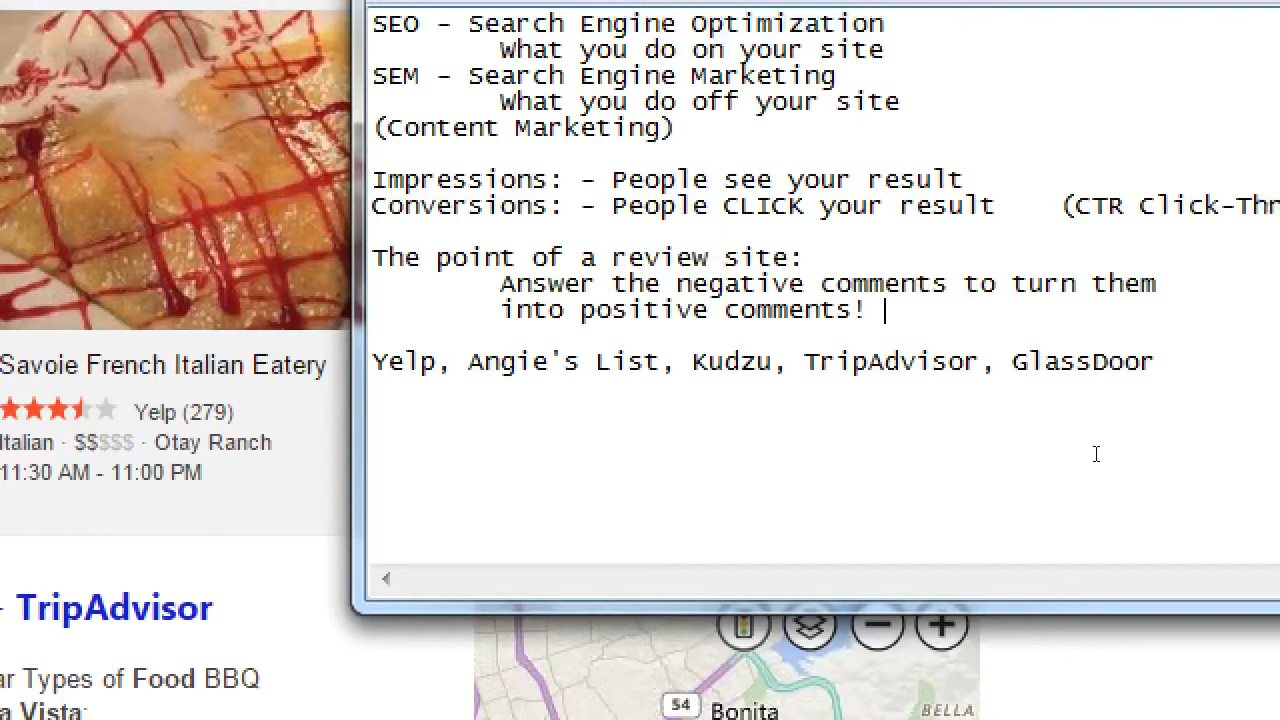 SEO - Search Engine Optimization
What you do on your site
SEM - Search Engine Marketing
What you do off your site
(Content Marketing)
Impressions: - People see your result
Conversions: - People CLICK your result (CTR Click-Thr
The point of a review site:
Answer the negative comments to turn them
into positive comments!
Yelp, Angie's List, Kudzu, TripAdvisor, GlassDoor
Savoie French Italian Eatery
Yelp (279)
Italian · $$$$$ · Otay Ranch
11:30 AM - 11:00 PM
- TripAdvisor
ar Types of Food BBQ
a Vista:
54
Bonita
BELLA